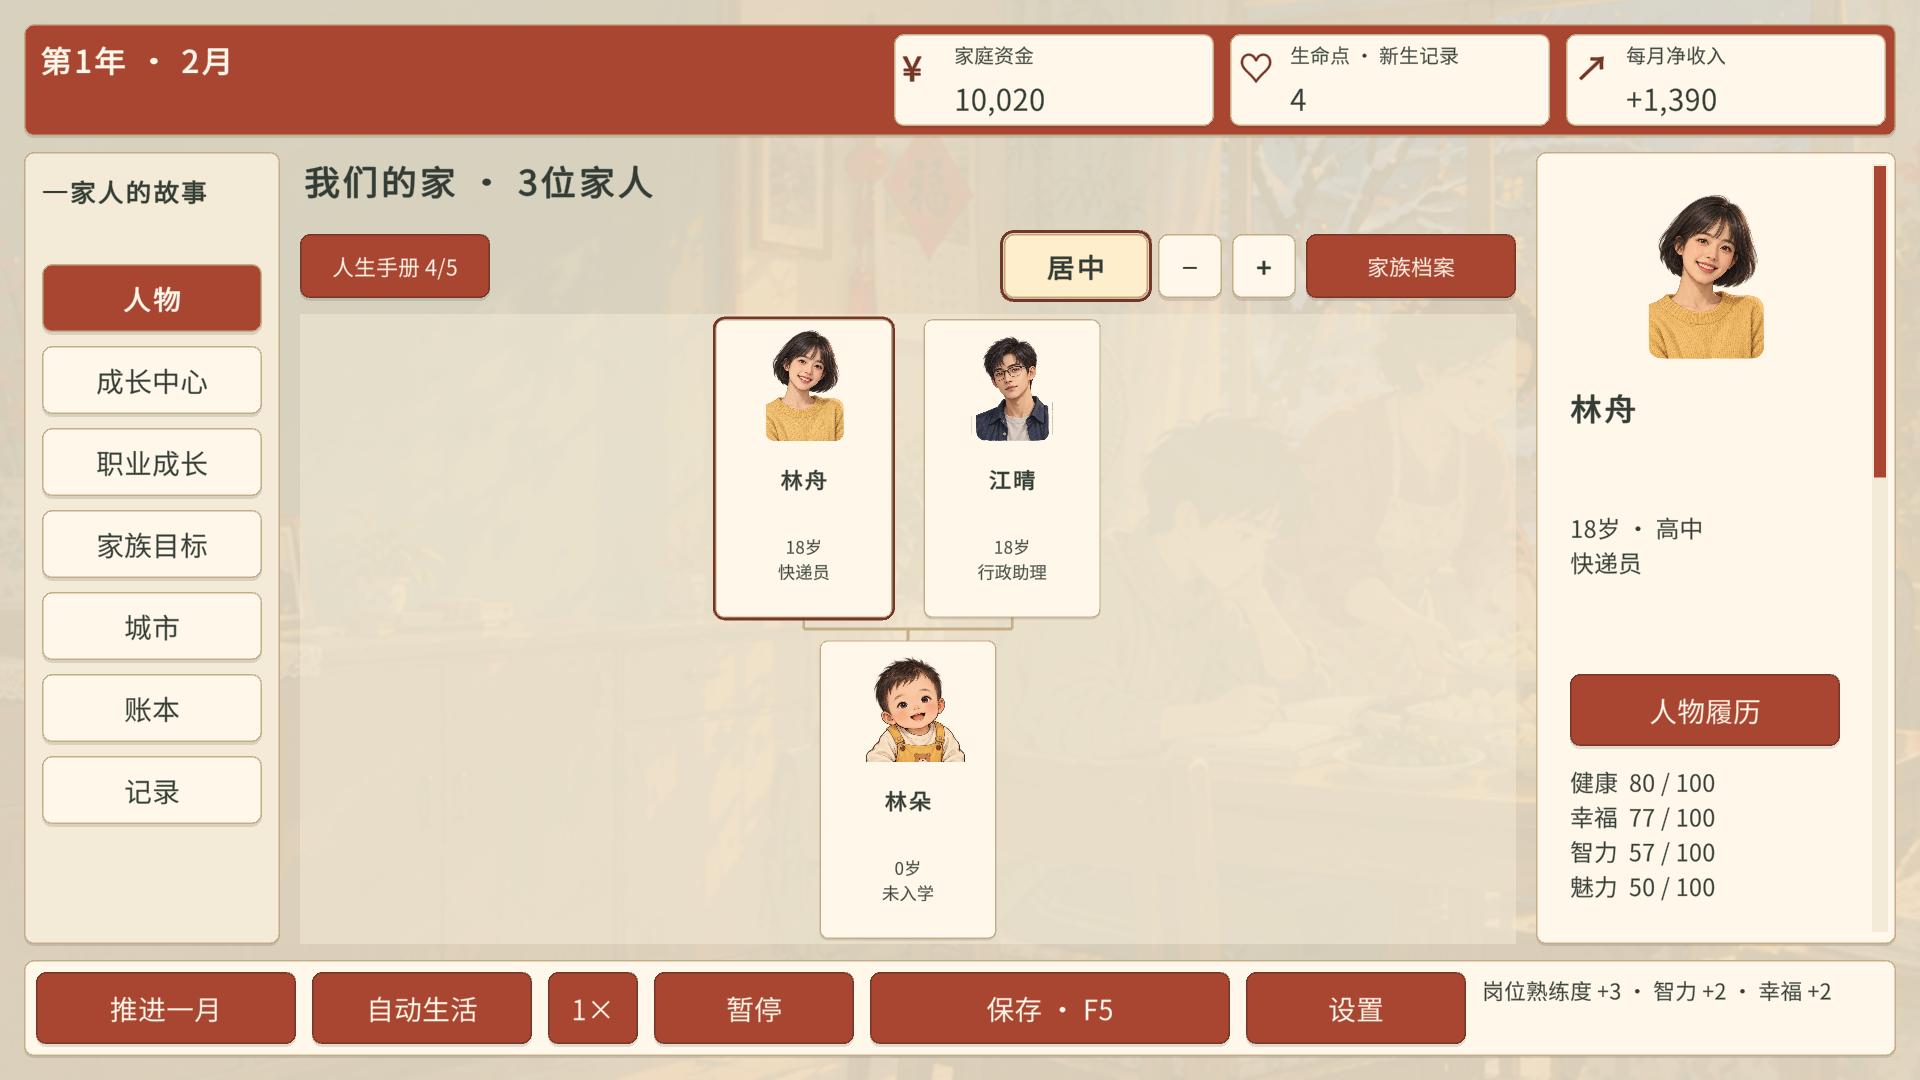 第1年 · 2月
¥
家庭资金
10,020
生命点 · 新生记录
4
每月净收入
+1,390
一家人的故事
人物
成长中心
职业成长
家族目标
城市
账本
记录
我们的家 · 3位家人
人生手册 4/5
居中
−
+
家族档案
林舟
18岁
快递员
江晴
18岁
行政助理
林朵
0岁
未入学
林舟
18岁 · 高中
快递员
人物履历
健康 80 / 100
幸福 77 / 100
智力 57 / 100
魅力 50 / 100
推进一月
自动生活
1×
暂停
保存 · F5
设置
岗位熟练度 +3 · 智力 +2 · 幸福 +2